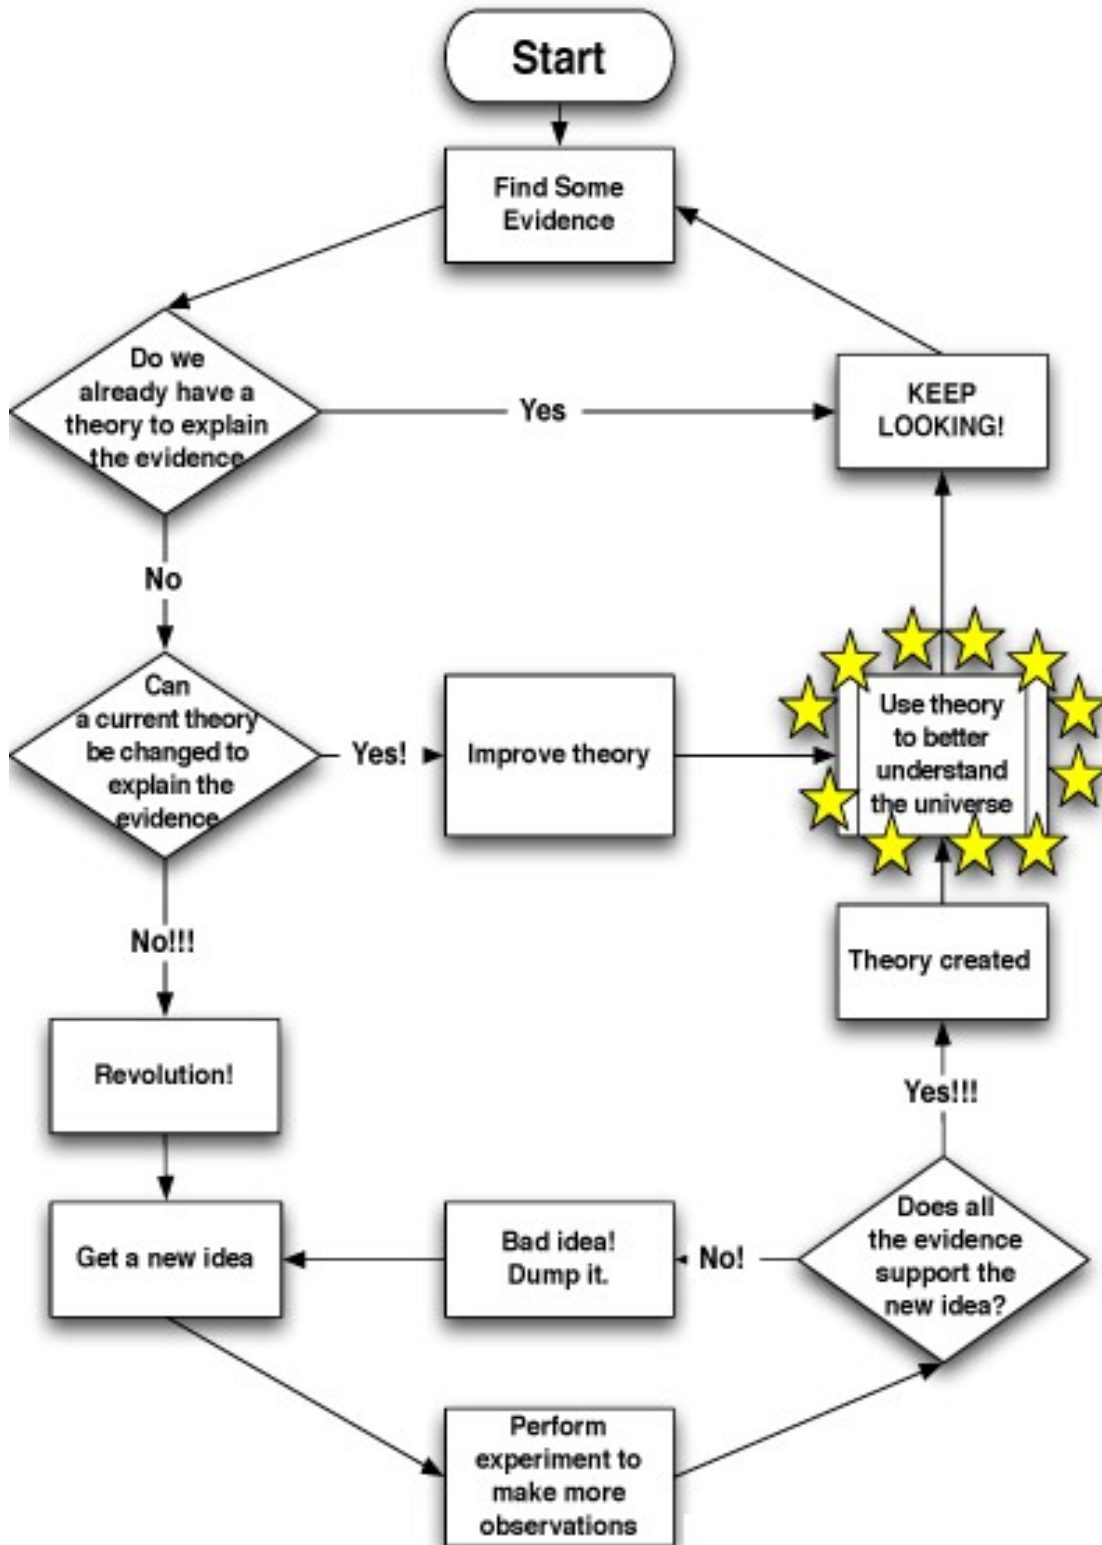 Start
Find Some
Evidence
Do we
already have a
theory to explain
the evidence
Yes
KEEP
LOOKING!
No
Can
a current theory
be changed to
explain the
evidence
Yes!
Improve theory
Use theory
to better
understand
the universe
No!!!
Theory created
Revolution!
Yes!!!
Get a new idea
Bad idea!
Dump it.
No!
Does all
the evidence
support the
new idea?
Perform
experiment to
make more
observations